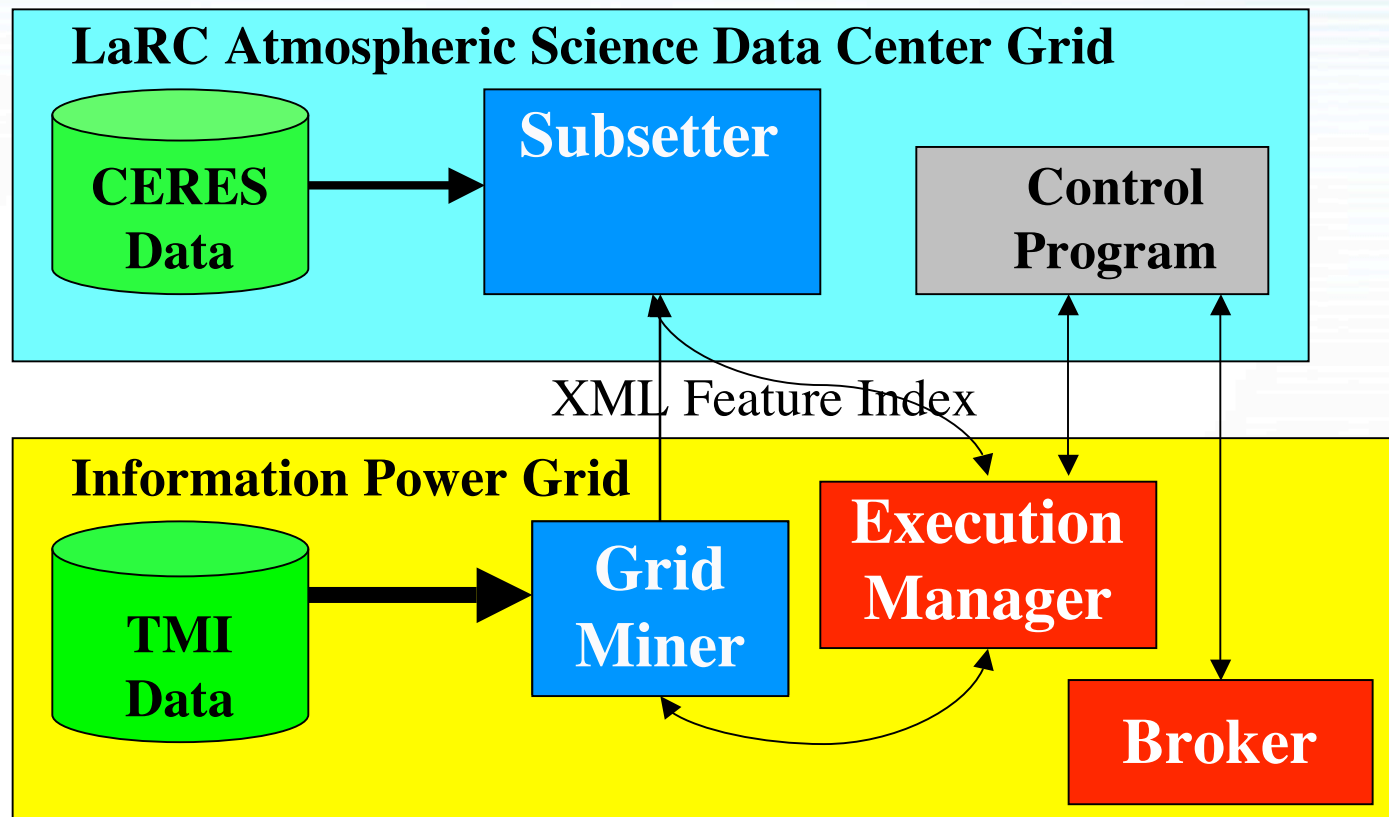 LaRC Atmospheric Science Data Center Grid
CERES
Data
Subsetter
Control
Program
XML Feature Index
Information Power Grid
TMI
Data
Grid
Miner
Execution
Manager
Broker